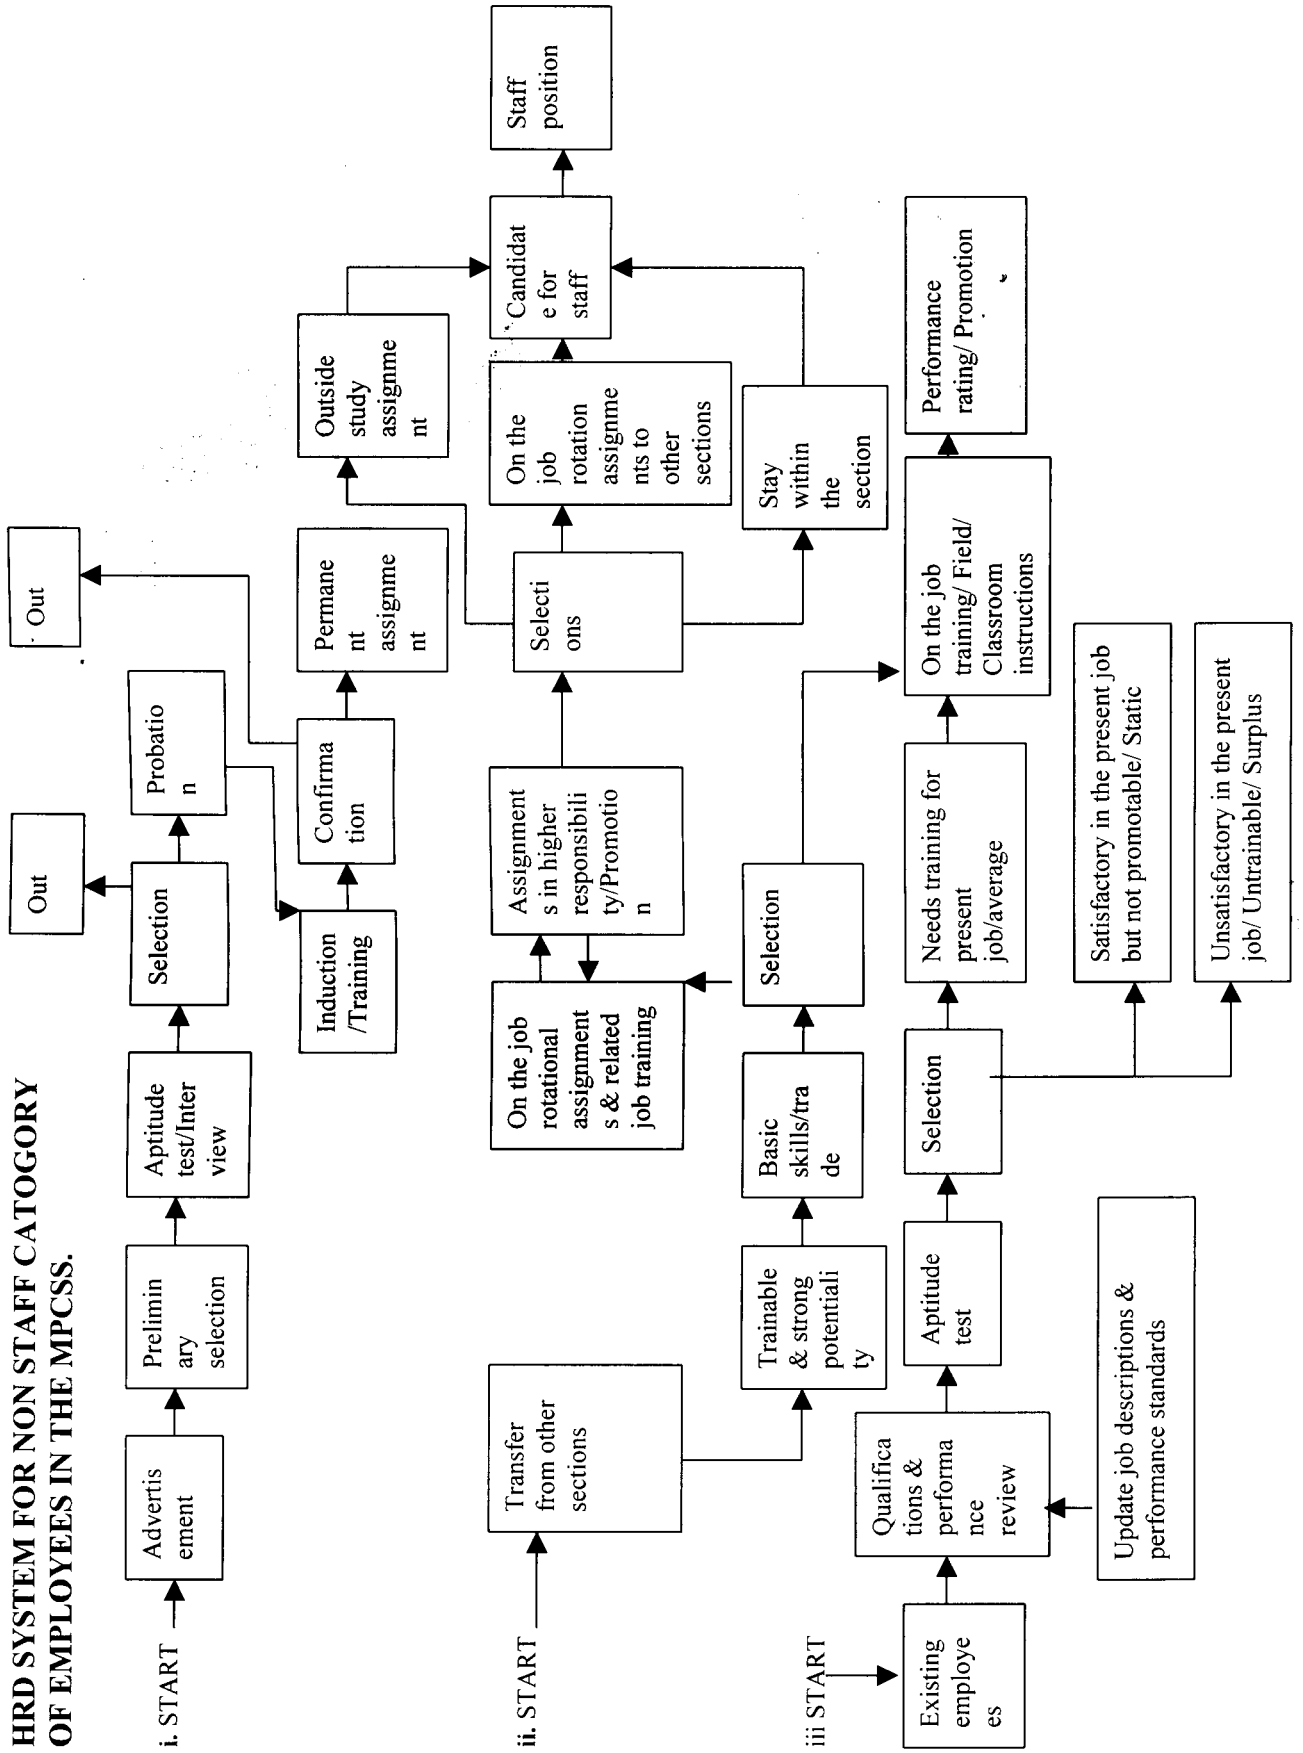 HRD SYSTEM FOR NON STAFF CATOGORY
OF EMPLOYEES IN THE MPCSS.
i. START
Advertis
ement
Prelimin
ary
selection
Aptitude
test/Inter
view
Selection
Out
Probatio
n
Out
Induction
/Training
Confirma
tion
Permane
nt
assignme
nt
Outside
study
assignme
nt
ii. START
Transfer
from other
sections
On the job
rotational
assignment
s & related
job training
Assignment
s in higher
responsibili
ty/Promotio
n
Selecti
ons
On the
job
rotation
assignme
nts to
other
sections
Candidat
e for
staff
Staff
position
Trainable
& strong
potentiali
ty
Basic
skills/tra
de
Selection
Stay
within
the
section
iii START
Existing
employe
es
Qualifica
tions &
performa
nce
review
Aptitude
test
Selection
Needs training for
present
job/average
On the job
training/ Field/
Classroom
instructions
Performance
rating/ Promotion
Update job descriptions &
performance standards
Satisfactory in the present job
but not promotable/ Static
Unsatisfactory in the present
job/ Untrainable/ Surplus